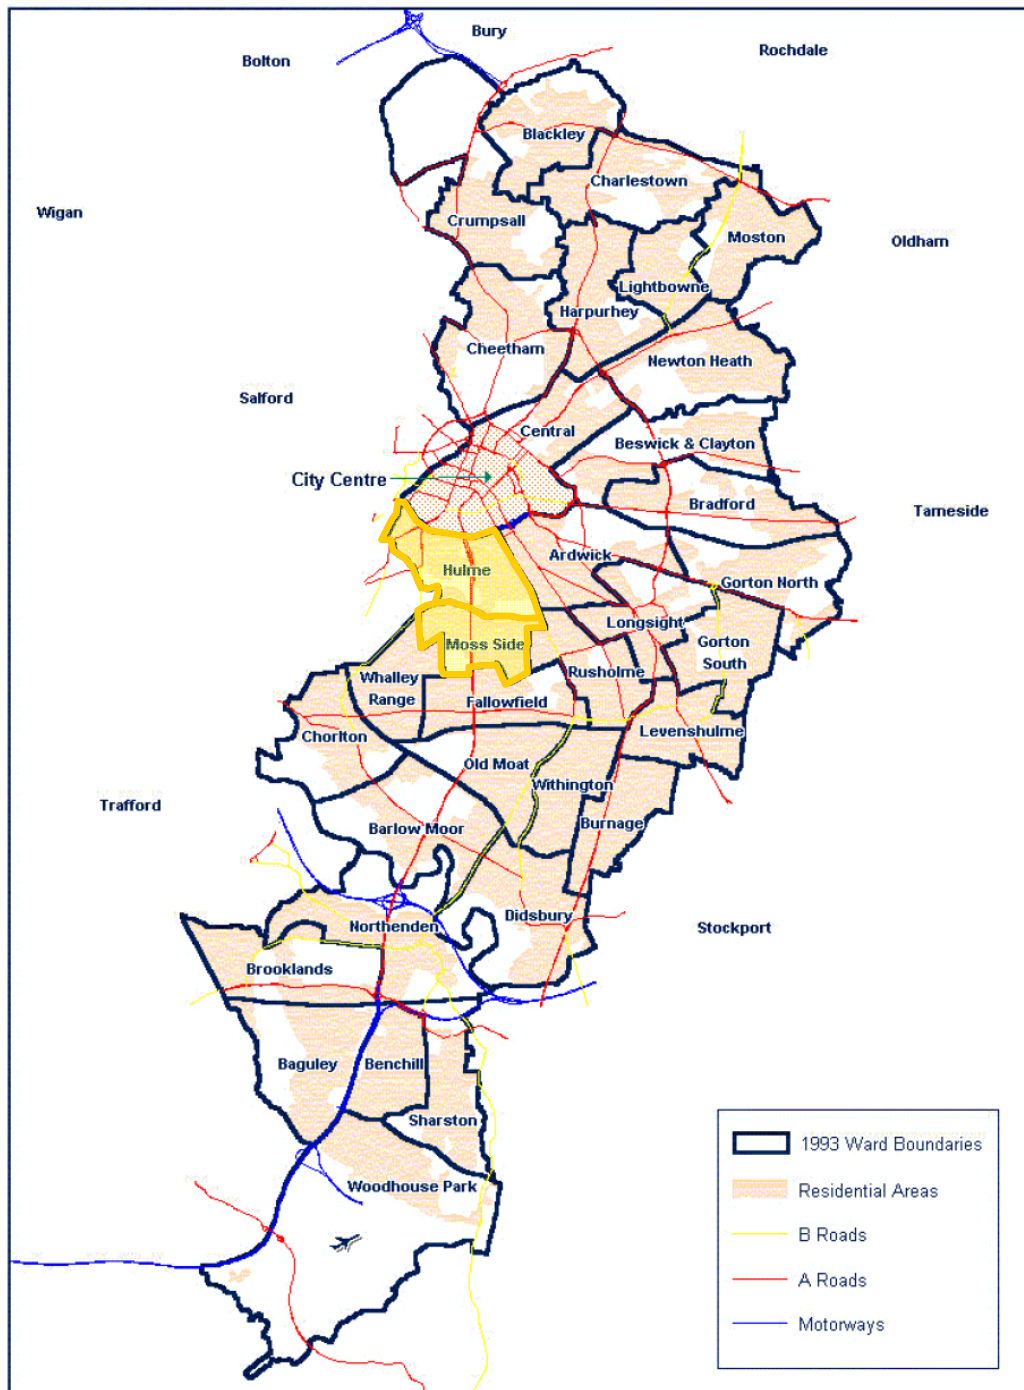 Bury
Rochdale
Bolton
Blackley
Charlestown
Wigan
Crumpsall
Moston
Oldham
Lightbowne
Harpurhey
Cheetham
Newton Heath
Salford
Central
Beswick & Clayton
City Centre
Bradford
Tameside
Ardwick
Hulme
Gorton North
Longsight
Moss Side
Gorton
South
Rusholme
Whalley
Range
Fallowfield
Levenshulme
Chorlton
Old Moat
Withington
Trafford
Burnage
Barlow Moor
Didsbury
Northenden
Stockport
Brooklands
Baguley
Benchill
Sharston
Woodhouse Park
1993 Ward Boundaries
Residential Areas
B Roads
A Roads
Motorways